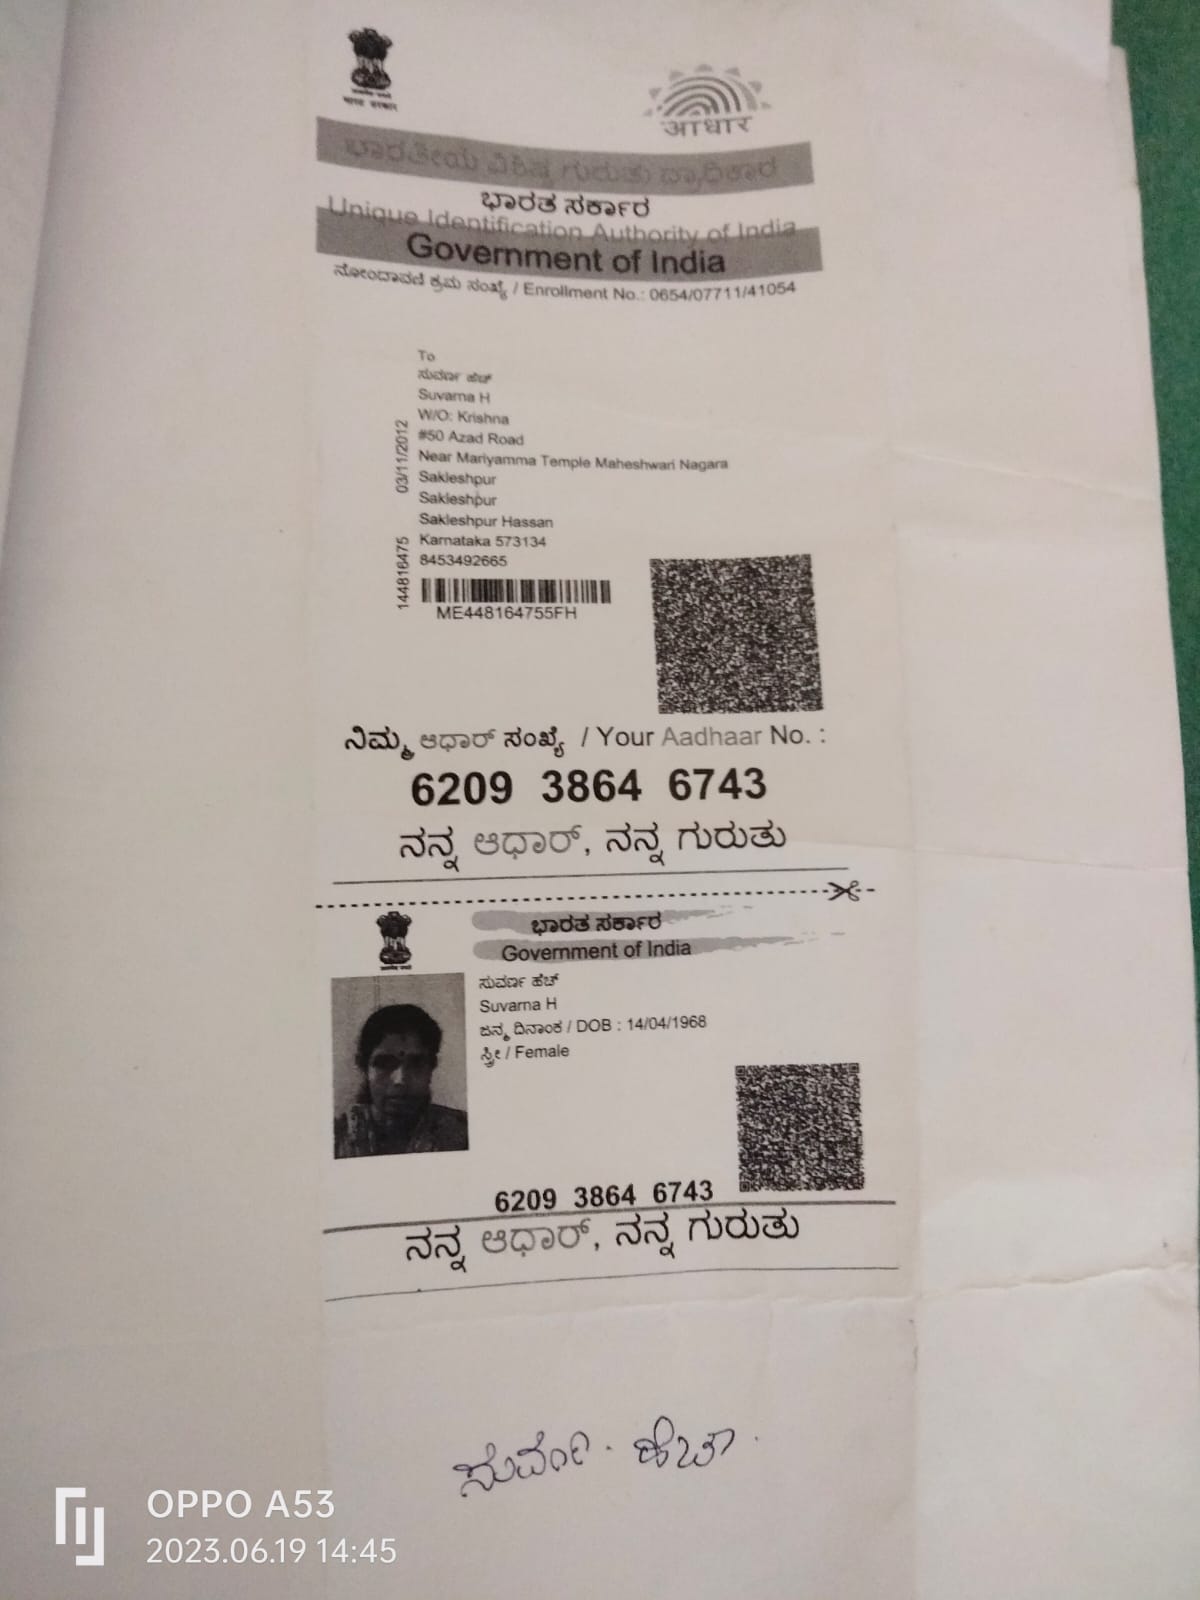 भारत सरकार
आधार
ಭಾರತೀಯ ವಿಶಿಷ್ಟ ಗುರುತು ಪ್ರಾಧಿಕಾರ
ಭಾರತ ಸರ್ಕಾರ
Unique Identification Authority of India
Government of India
ನೋಂದಾವಣಿ ಕ್ರಮ ಸಂಖ್ಯೆ / Enrollment No.: 0654/07711/41054
To
ಸುವರ್ಣ ಹೆಚ್
Suvarna H
W/O: Krishna
#50 Azad Road
Near Mariyamma Temple Maheshwari Nagara
Sakleshpur
Sakleshpur
Sakleshpur Hassan
Karnataka 573134
8453492665
144816475 03/11/2012
ME448164755FH
ನಿಮ್ಮ ಆಧಾರ್ ಸಂಖ್ಯೆ / Your Aadhaar No. :
6209 3864 6743
ನನ್ನ ಆಧಾರ್, ನನ್ನ ಗುರುತು
ಭಾರತ ಸರ್ಕಾರ
Government of India
ಸುವರ್ಣ ಹೆಚ್
Suvarna H
ಜನ್ಮ ದಿನಾಂಕ / DOB : 14/04/1968
ಸ್ತ್ರೀ / Female
6209 3864 6743
ನನ್ನ ಆಧಾರ್, ನನ್ನ ಗುರುತು
OPPO A53
2023.06.19 14:45